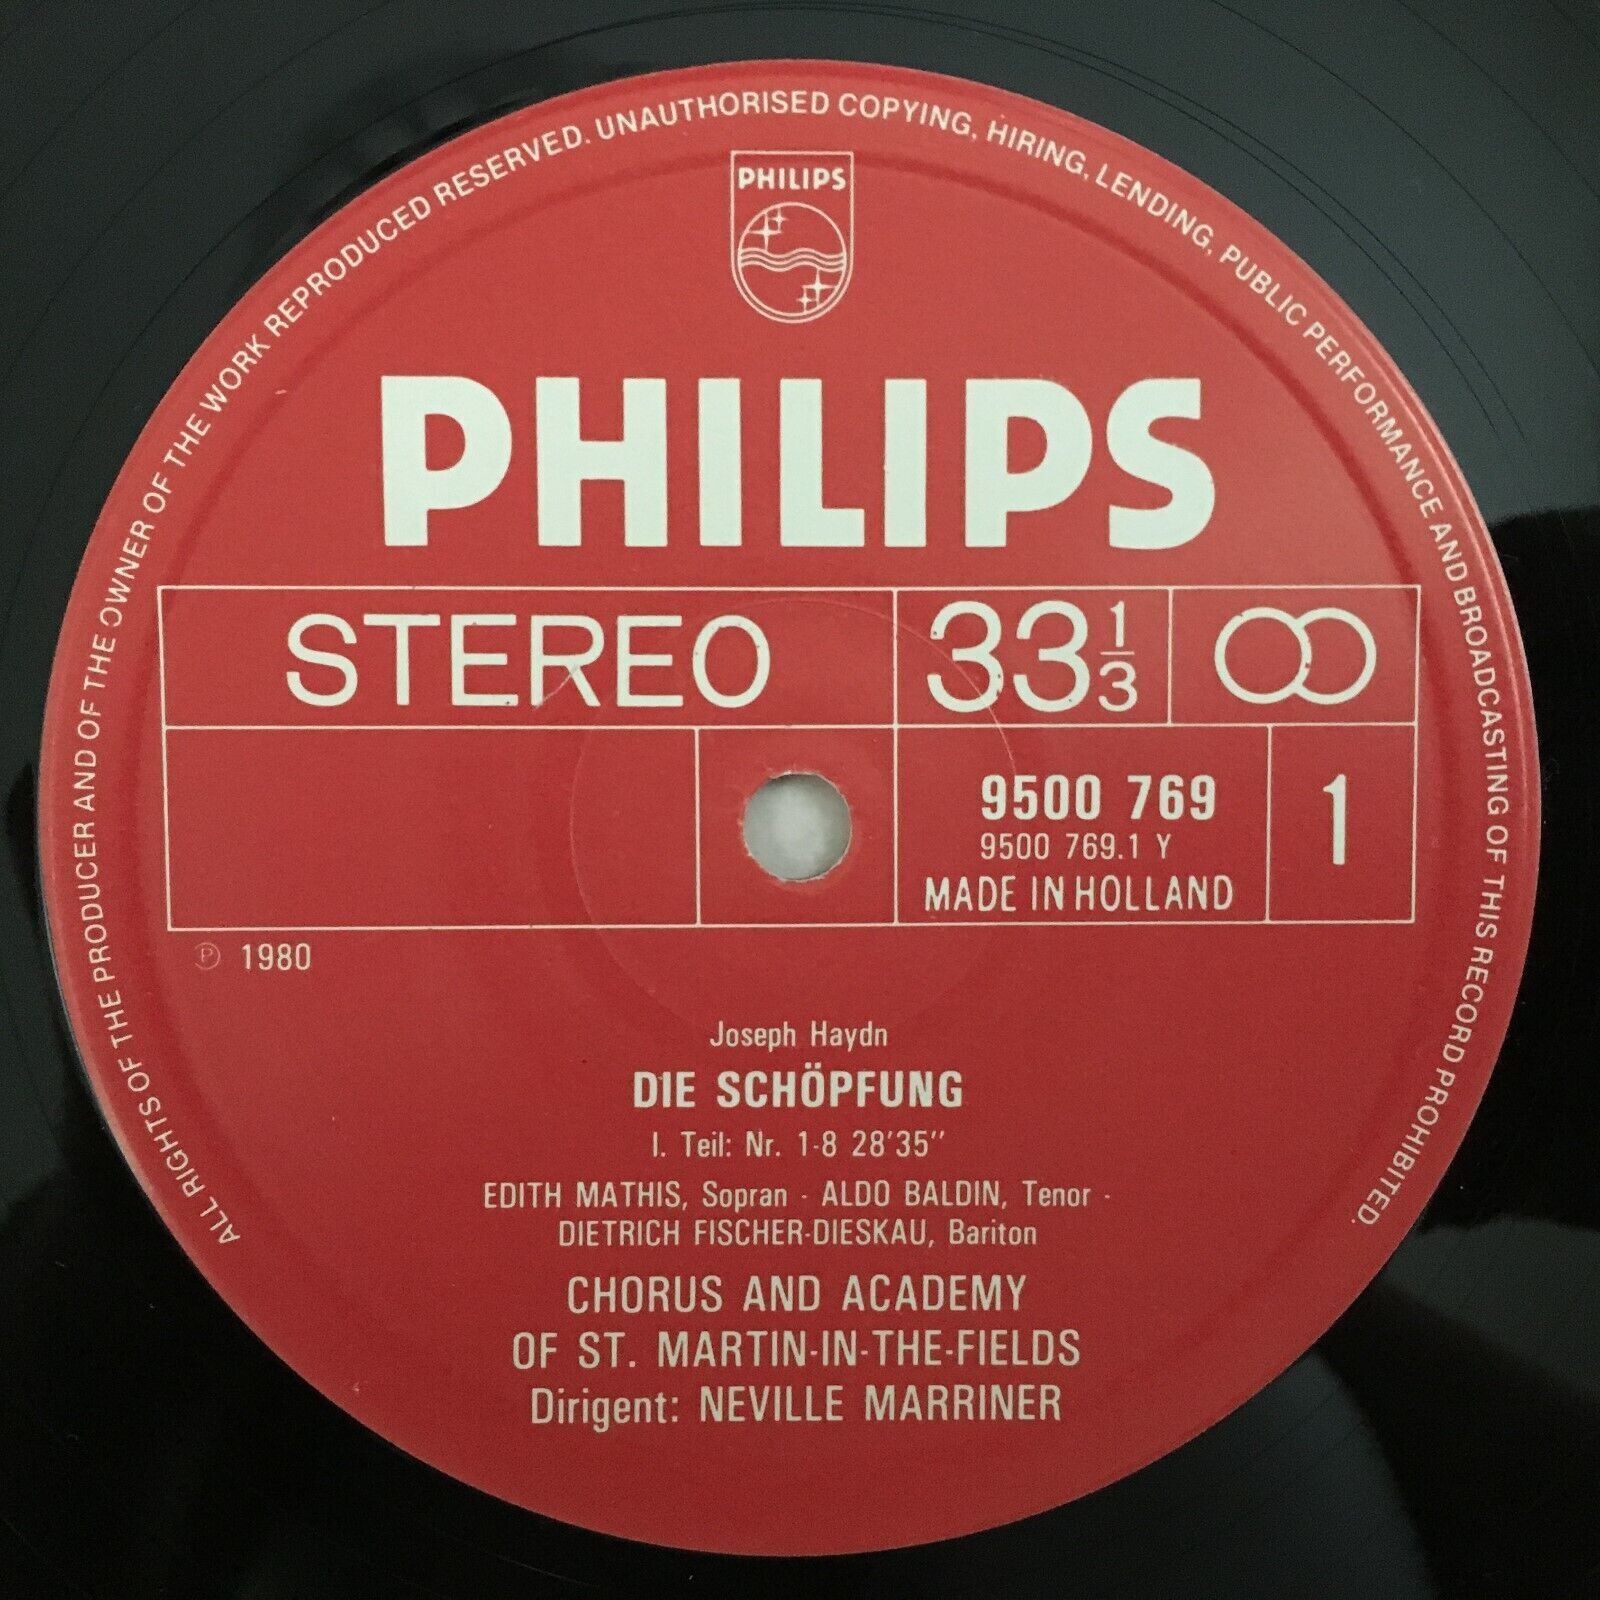 ALL RIGHTS OF THE PRODUCER AND OF THE OWNER OF THE WORK REPRODUCED RESERVED. UNAUTHORISED COPYING, HIRING, LENDING, PUBLIC PERFORMANCE AND BROADCASTING OF THIS RECORD PROHIBITED.
PHILIPS
PHILIPS
STEREO 33 1/3
9500 769 1
9500 769.1 Y
MADE IN HOLLAND
℗ 1980
Joseph Haydn
DIE SCHÖPFUNG
I. Teil: Nr. 1-8 28'35''
EDITH MATHIS, Sopran - ALDO BALDIN, Tenor -
DIETRICH FISCHER-DIESKAU, Bariton
CHORUS AND ACADEMY
OF ST. MARTIN-IN-THE-FIELDS
Dirigent: NEVILLE MARRINER